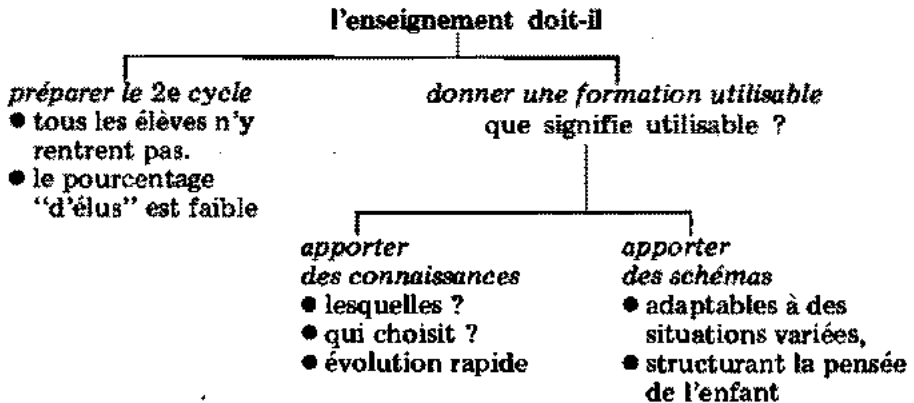 l'enseignement doit-il
préparer le 2e cycle
● tous les élèves n'y
rentrent pas.
● le pourcentage
"d'élus" est faible
donner une formation utilisable
que signifie utilisable ?
apporter
des connaissances
● lesquelles ?
● qui choisit ?
● évolution rapide
apporter
des schémas
● adaptables à des
situations variées,
● structurant la pensée
de l'enfant